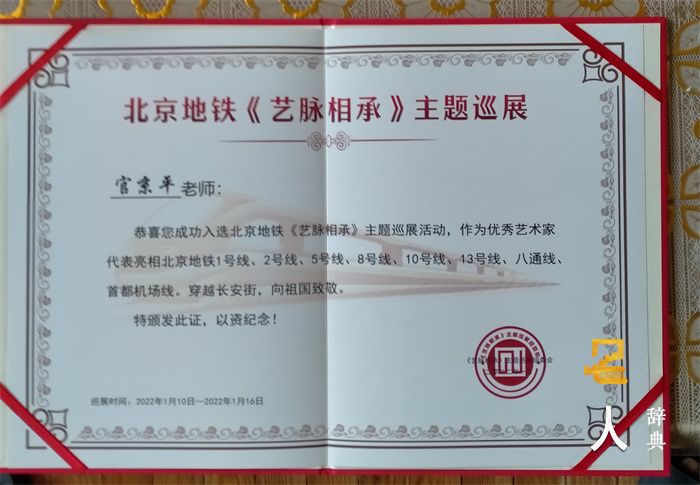 北京地铁《艺脉相承》主题巡展
官京平老师：
恭喜您成功入选北京地铁《艺脉相承》主题巡展活动，作为优秀艺术家
代表亮相北京地铁1号线、2号线、5号线、8号线、10号线、13号线、八通线、
首都机场线。穿越长安街，向祖国致敬。
特颁发此证，以资纪念！
巡展时间：2022年1月10日—2022年1月16日
人
辞典